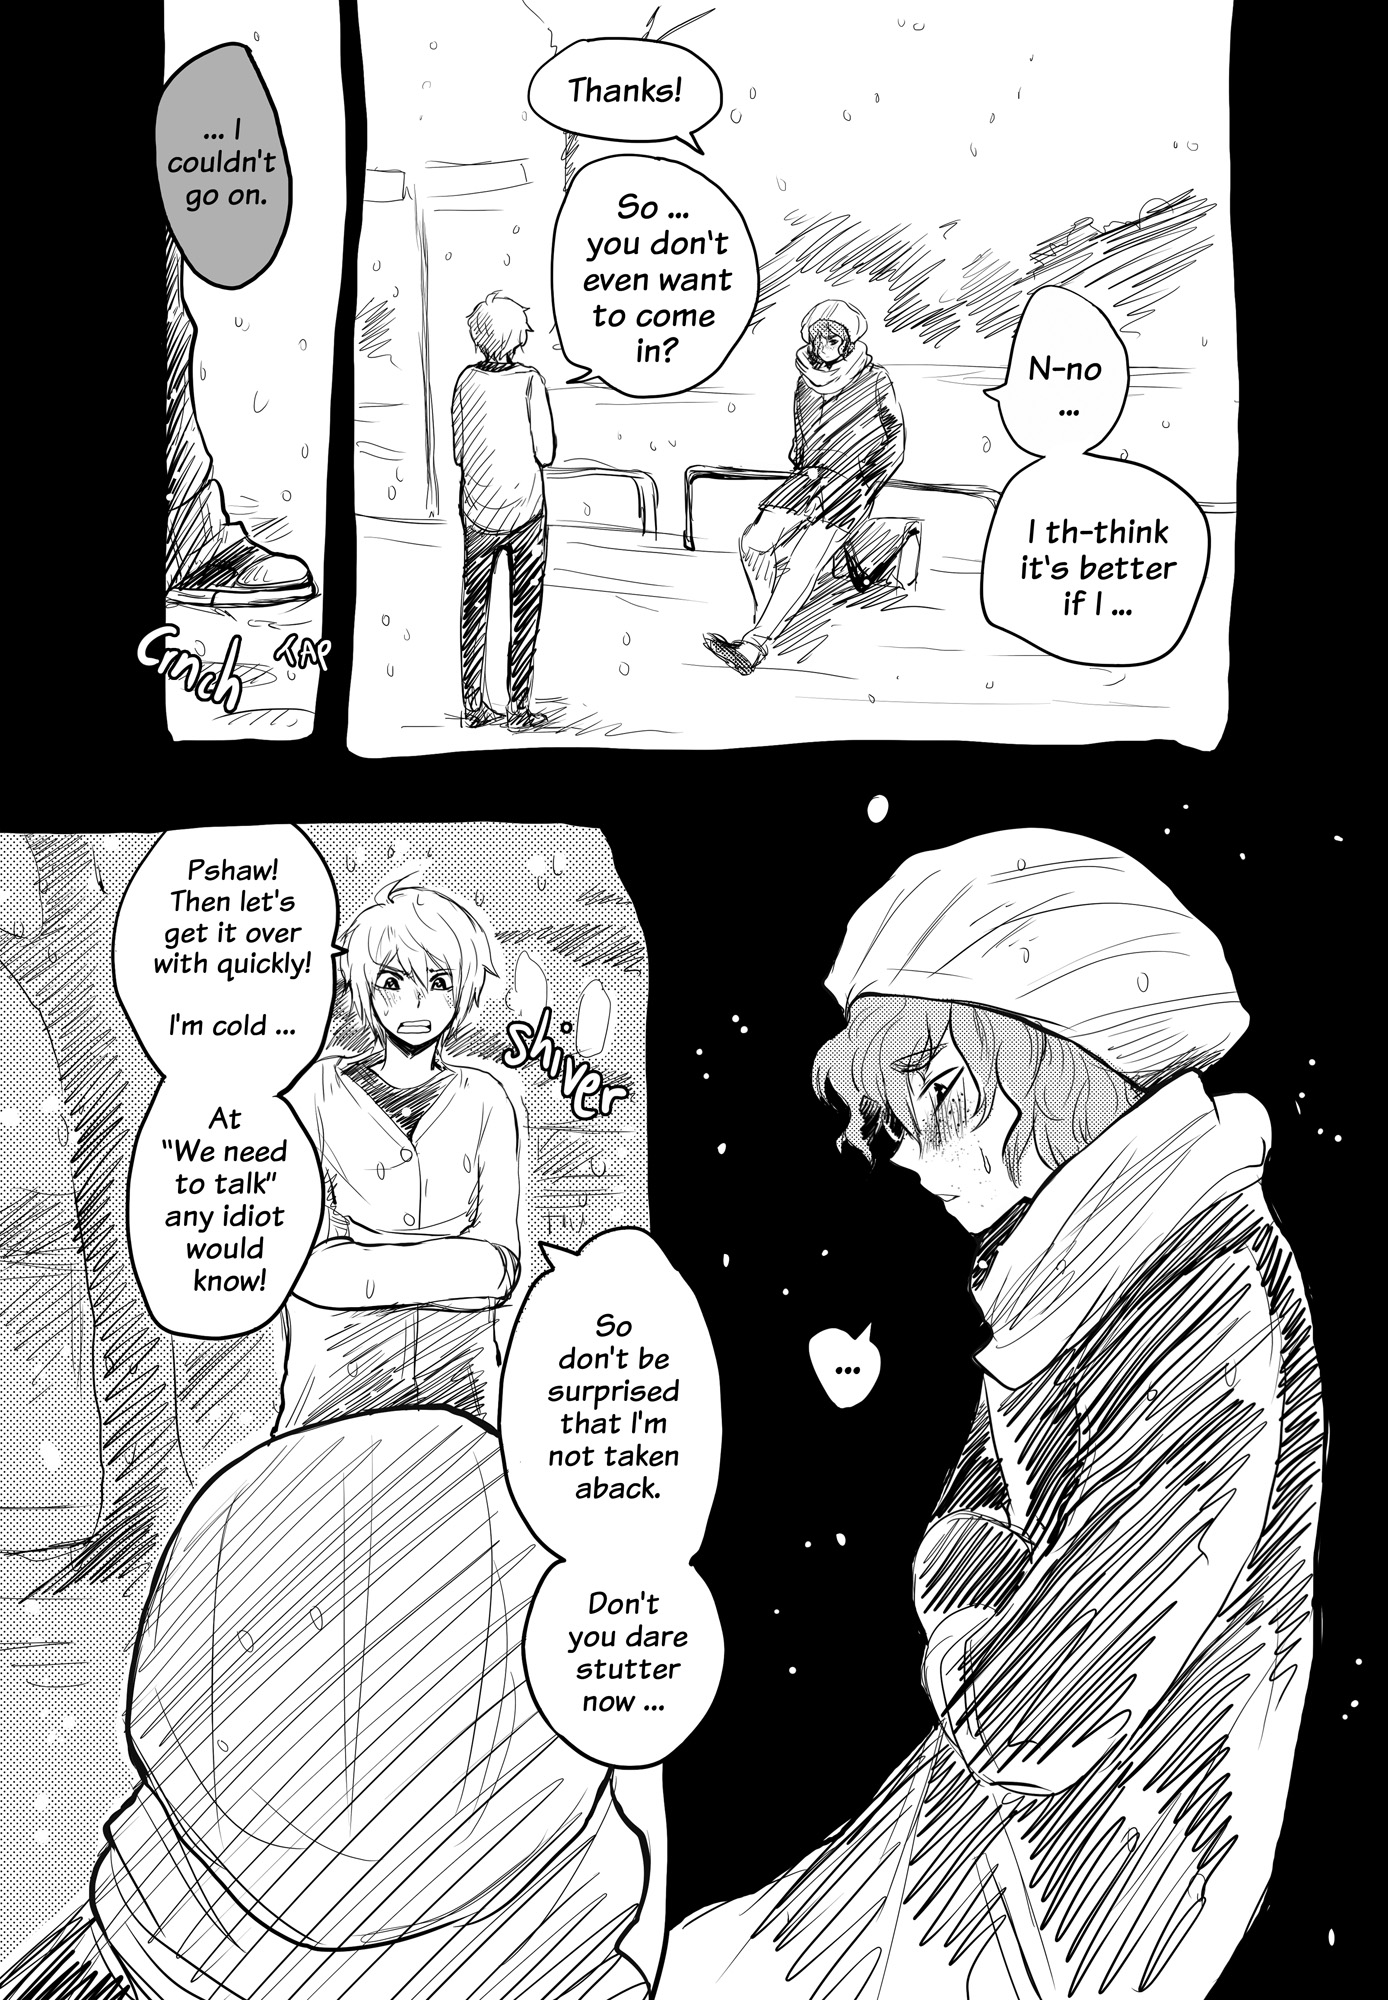 ... I
couldn't
go on.
Crnch
TAP
Thanks!
So ...
you don't
even want
to come
in?
N-no
...
I th-think
it's better
if I ...
Pshaw!
Then let's
get it over
with quickly!
I'm cold ...
At
"We need
to talk"
any idiot
would
know!
shiver
So
don't be
surprised
that I'm
not taken
aback.
Don't
you dare
stutter
now ...
...